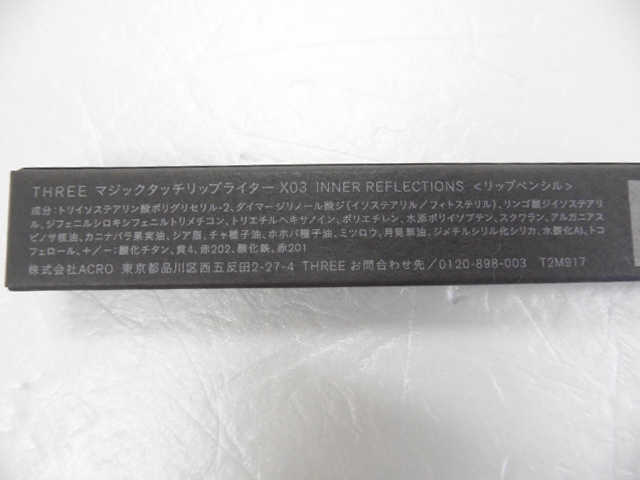 THREE マジックタッチリップライター X03 INNER REFLECTIONS <リップペンシル>
成分:トリイソステアリン酸ポリグリセリル-2、ダイマージリノール酸ジ(イソステアリル/フィトステリル)、リンゴ酸ジイソステアリ
ル、ジフェニルシロキシフェニルトリメチコン、トリエチルヘキサノイン、ポリエチレン、水添ポリイソブテン、スクワラン、アルガニアス
ピノサ核油、カニナバラ果実油、シア脂、チャ種子油、ホホバ種子油、ミツロウ、月見草油、ジメチルシリル化シリカ、水酸化Al、トコ
フェロール、+/-:酸化チタン、黄4、赤202、酸化鉄、赤201
株式会社ACRO 東京都品川区西五反田2-27-4 THREEお問合わせ先/0120-898-003 T2M917